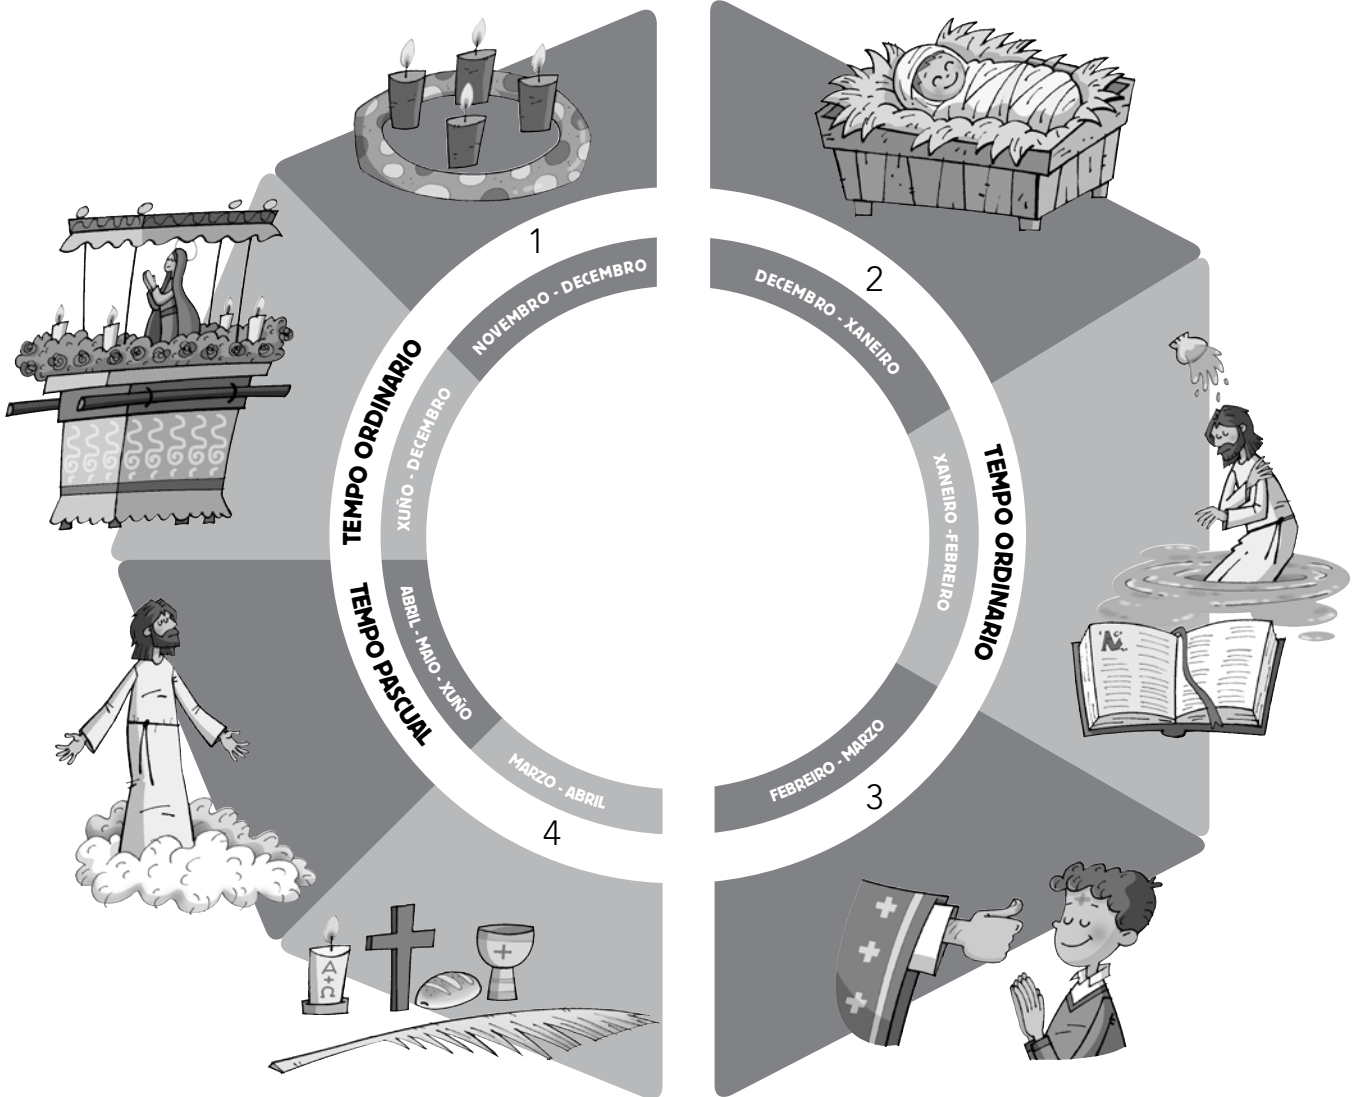 1
NOVEMBRO - DECEMBRO
2
DECEMBRO - XANEIRO
TEMPO ORDINARIO
XANEIRO -FEBREIRO
3
FEBREIRO - MARZO
4
MARZO - ABRIL
TEMPO PASCUAL
ABRIL - MAIO - XUÑO
TEMPO ORDINARIO
XUÑO - DECEMBRO
A
+
Ω